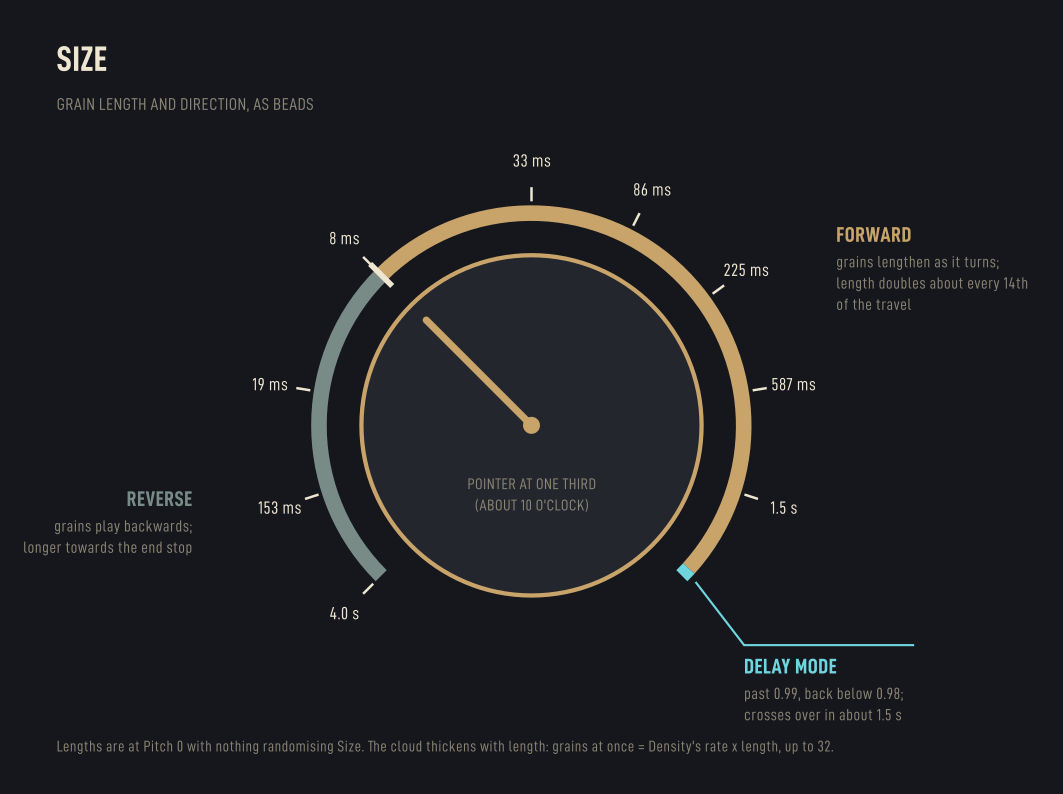 SIZE
GRAIN LENGTH AND DIRECTION, AS BEADS
33 ms
86 ms
8 ms
225 ms
FORWARD
grains lengthen as it turns;
length doubles about every 14th
of the travel
19 ms
587 ms
POINTER AT ONE THIRD
(ABOUT 10 O'CLOCK)
REVERSE
grains play backwards;
longer towards the end stop
153 ms
1.5 s
4.0 s
DELAY MODE
past 0.99, back below 0.98;
crosses over in about 1.5 s
Lengths are at Pitch 0 with nothing randomising Size. The cloud thickens with length: grains at once = Density's rate x length, up to 32.